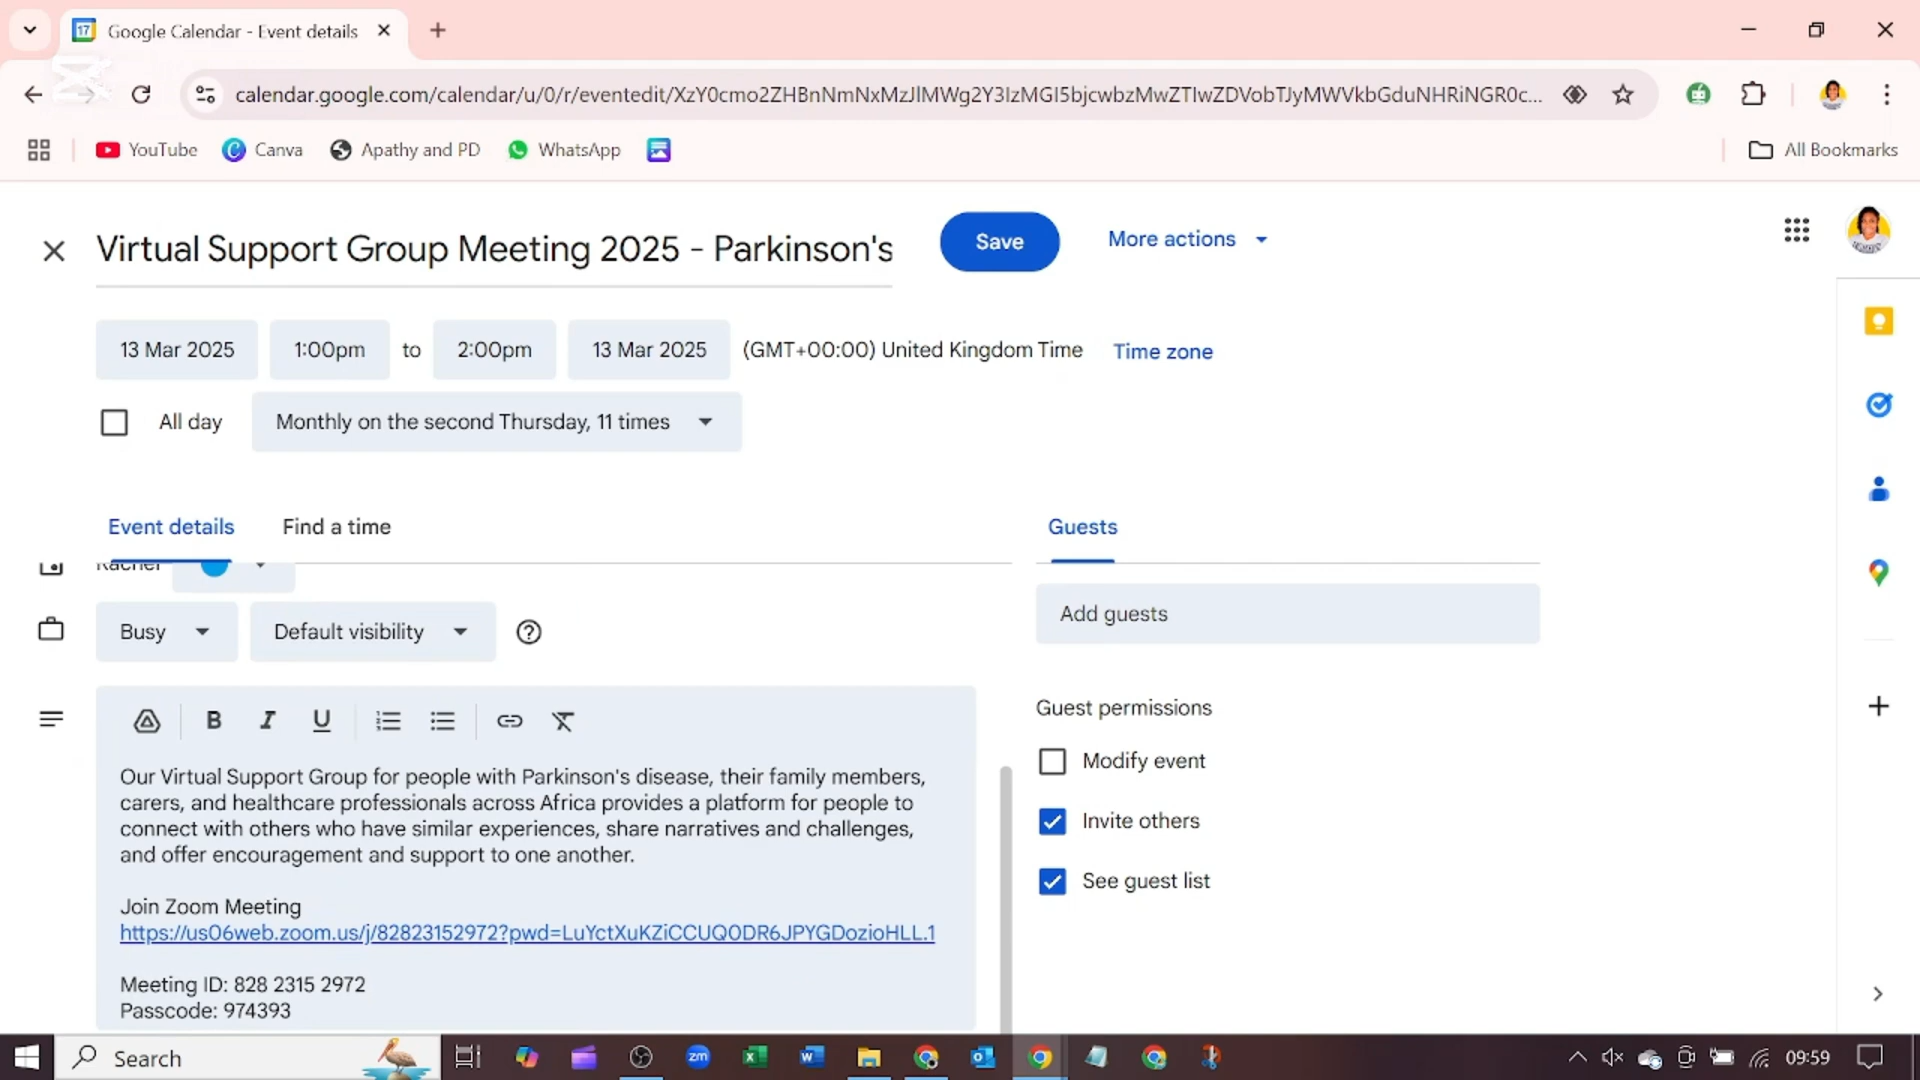 Google Calendar - Event details
calendar.google.com/calendar/u/0/r/eventedit/XzY0cmo2ZHBnNmNxMzJlMWg2Y3IzMGI5bjcwbzMwZTIwZDVobTJyMWVkbGduNHRiNGR0c...
YouTube
Canva
Apathy and PD
WhatsApp
All Bookmarks
Virtual Support Group Meeting 2025 - Parkinson's
Save
More actions
13 Mar 2025
1:00pm
to
2:00pm
13 Mar 2025
(GMT+00:00) United Kingdom Time
Time zone
All day
Monthly on the second Thursday, 11 times
Event details
Find a time
Guests
Add guests
Busy
Default visibility
Guest permissions
Modify event
Invite others
See guest list
Our Virtual Support Group for people with Parkinson's disease, their family members,
carers, and healthcare professionals across Africa provides a platform for people to
connect with others who have similar experiences, share narratives and challenges,
and offer encouragement and support to one another.
Join Zoom Meeting
https://us06web.zoom.us/j/82823152972?pwd=LuYctXuKZiCCUQ0DR6JPYGDozioHLL.1
Meeting ID: 828 2315 2972
Passcode: 974393
Search
09:59